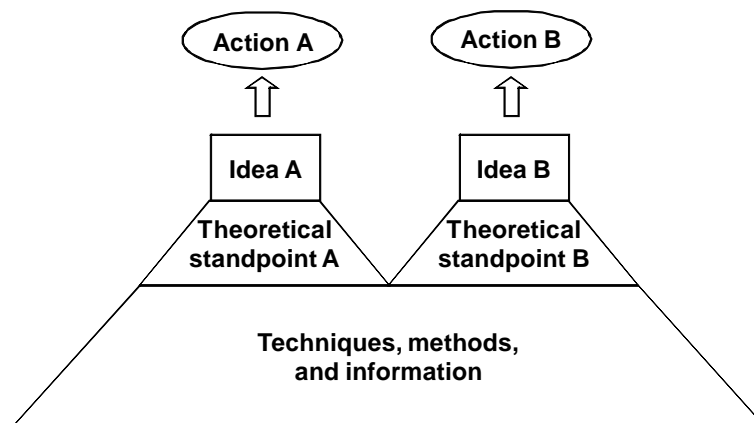 Action A
Action B
Idea A
Idea B
Theoretical
standpoint A
Theoretical
standpoint B
Techniques, methods,
and information